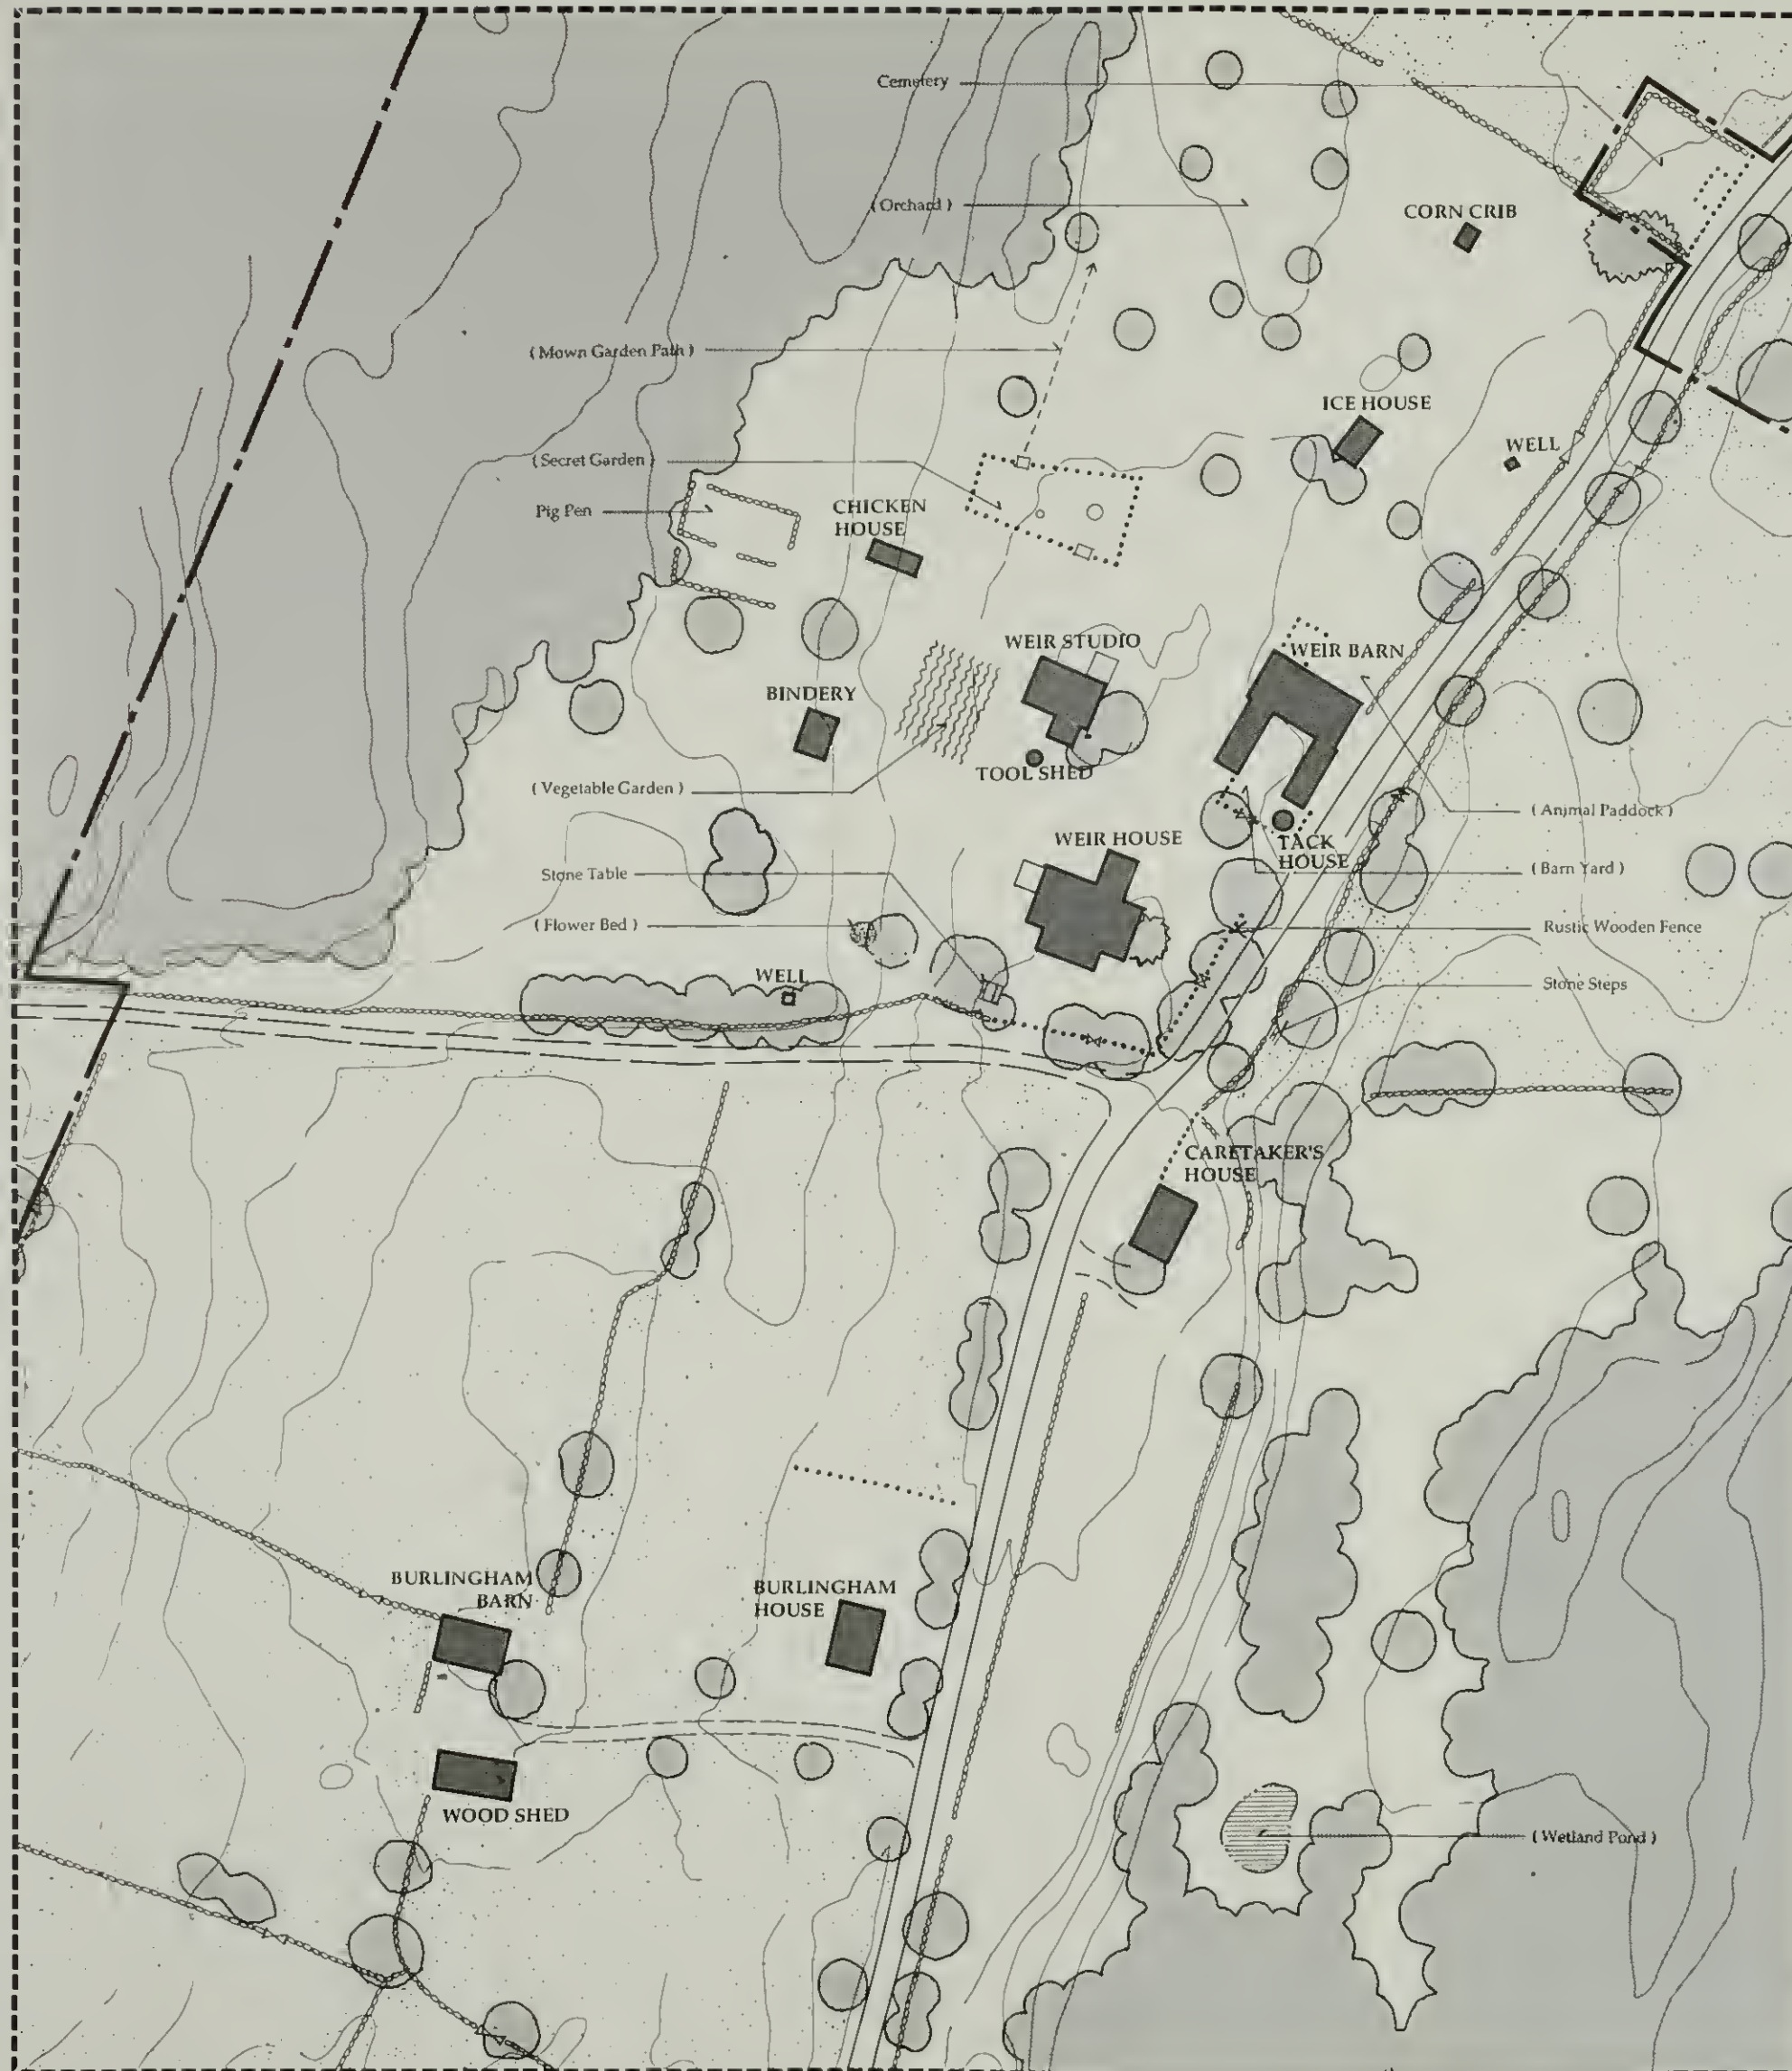 Cemetery
( Orchard )
CORN CRIB
( Mown Garden Path )
ICE HOUSE
WELL
( Secret Garden )
Pig Pen
CHICKEN
HOUSE
WEIR STUDIO
WEIR BARN
BINDERY
TOOL SHED
( Vegetable Garden )
( Animal Paddock )
WEIR HOUSE
TACK
HOUSE
Stone Table
( Barn Yard )
( Flower Bed )
Rustic Wooden Fence
WELL
Stone Steps
CARETAKER'S
HOUSE
BURLINGHAM
BARN
BURLINGHAM
HOUSE
WOOD SHED
( Wetland Pond )